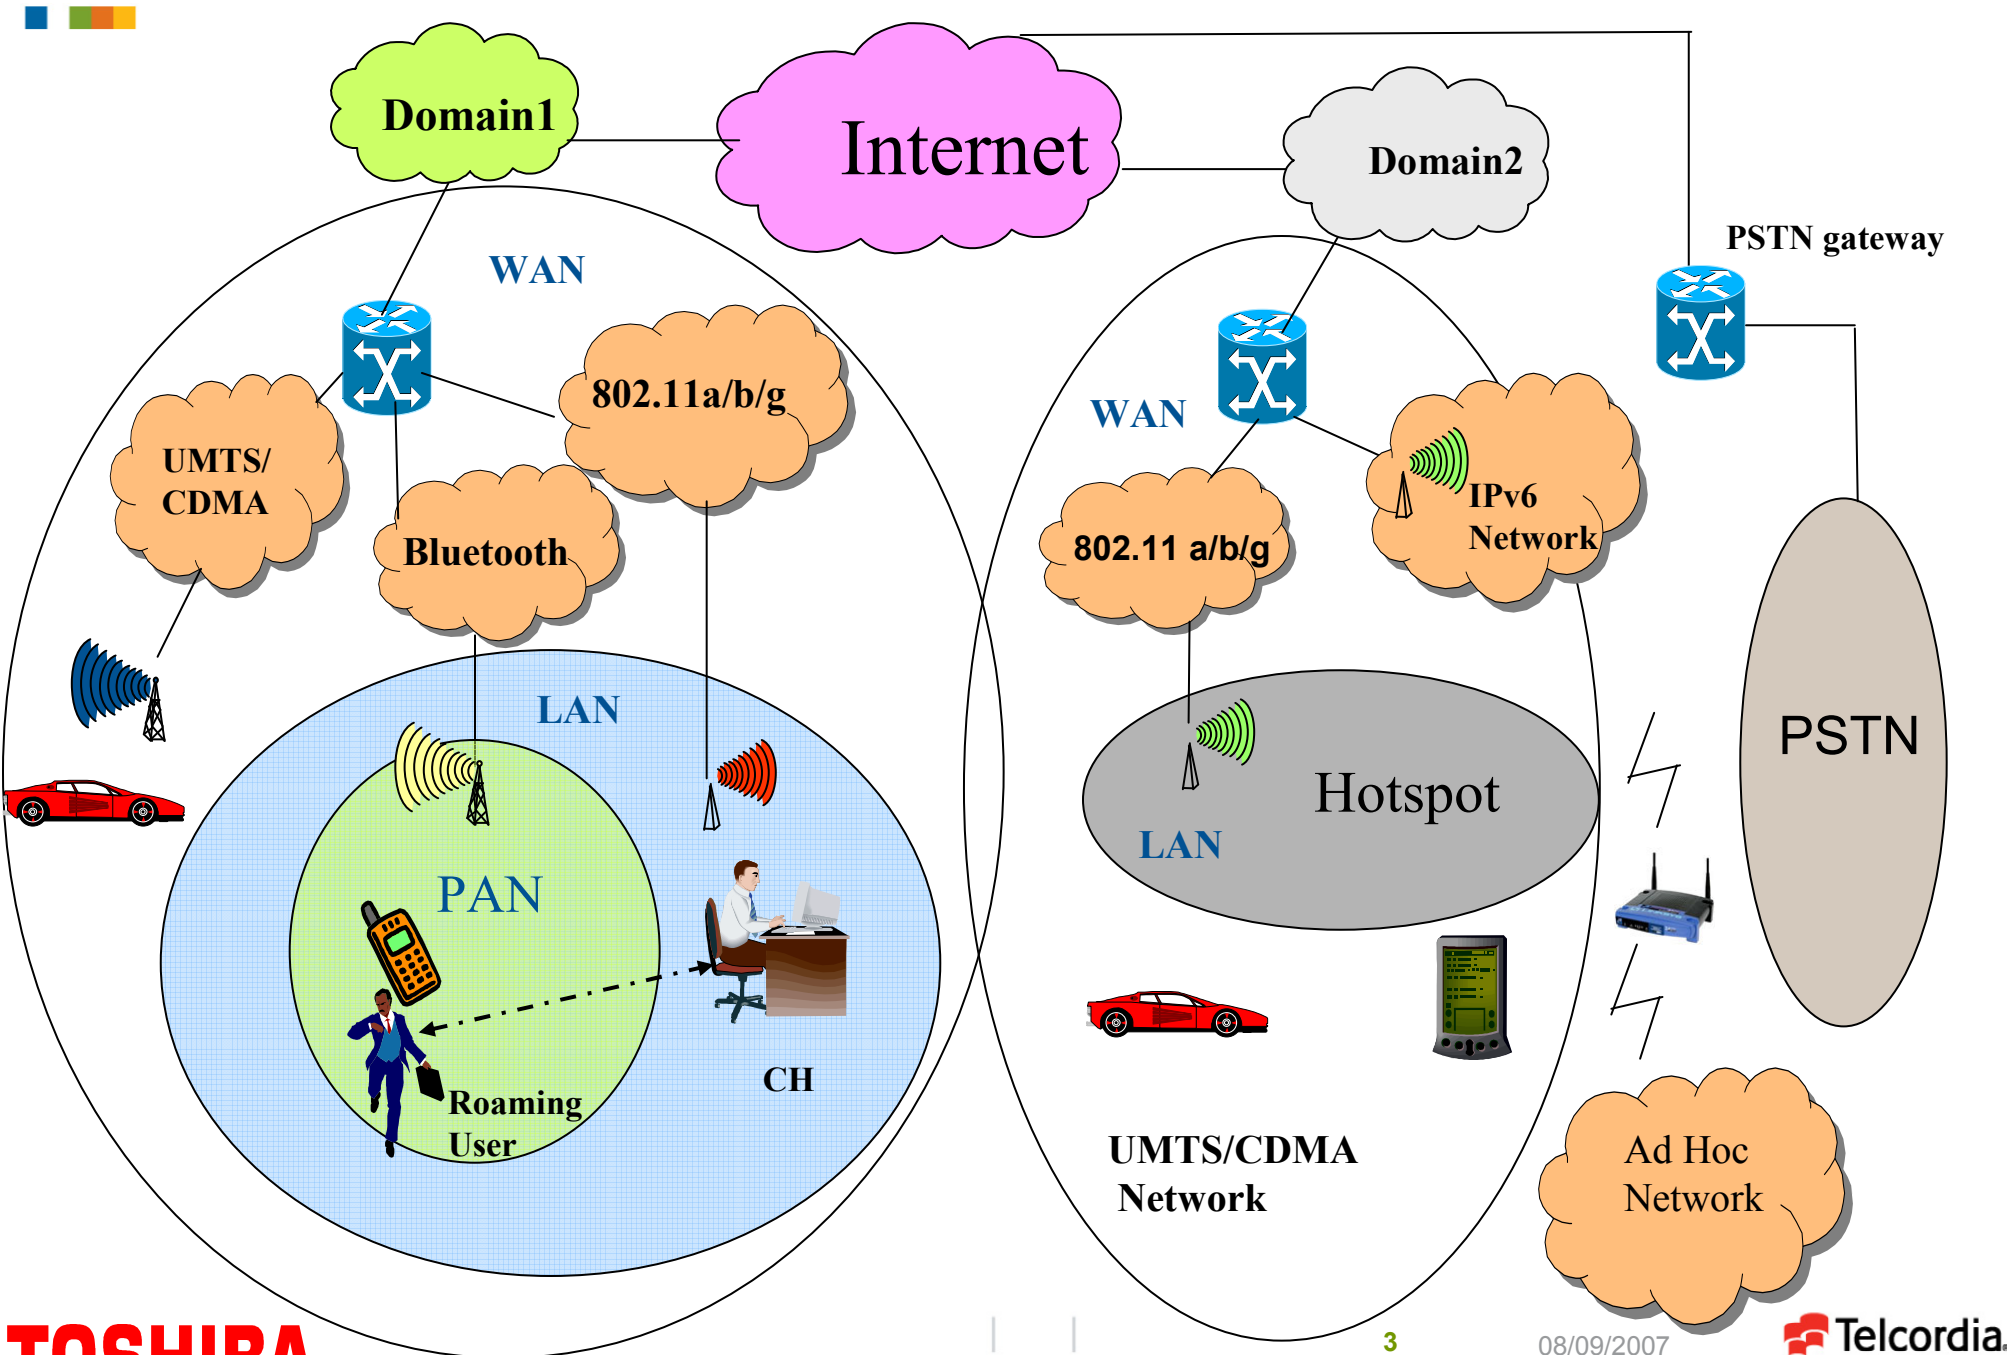 Domain1
Internet
Domain2
PSTN gateway
WAN
802.11a/b/g
WAN
UMTS/
CDMA
Bluetooth
802.11 a/b/g
IPv6
Network
LAN
PSTN
Hotspot
LAN
PAN
CH
Roaming
User
UMTS/CDMA
Network
Ad Hoc
Network
TOSHIBA
3
08/09/2007
Telcordia